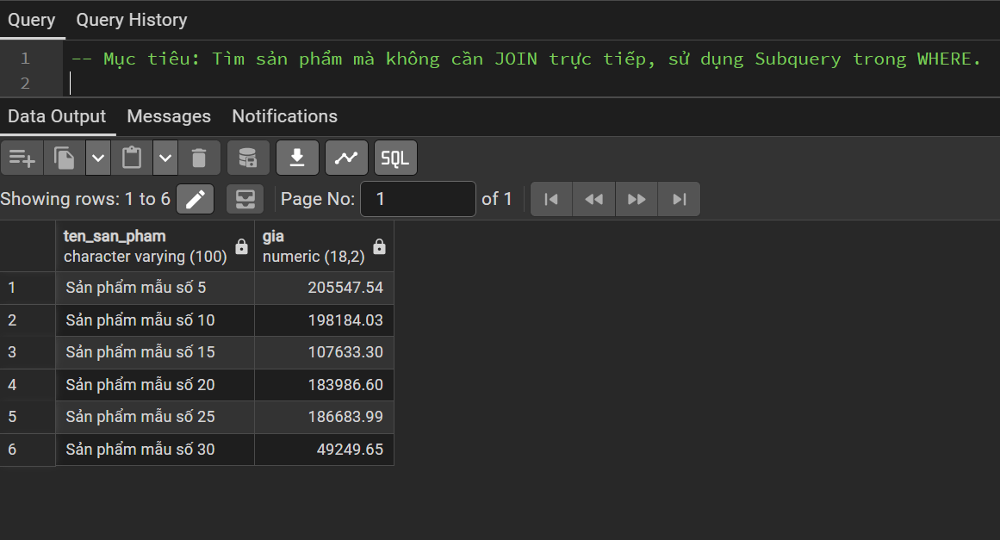 Query Query History
1 -- Mục tiêu: Tìm sản phẩm mà không cần JOIN trực tiếp, sử dụng Subquery trong WHERE.
2
Data Output Messages Notifications
SQL
Showing rows: 1 to 6 Page No: 1 of 1
ten_san_pham gia
character varying (100) numeric (18,2)
1 Sản phẩm mẫu số 5 205547.54
2 Sản phẩm mẫu số 10 198184.03
3 Sản phẩm mẫu số 15 107633.30
4 Sản phẩm mẫu số 20 183986.60
5 Sản phẩm mẫu số 25 186683.99
6 Sản phẩm mẫu số 30 49249.65